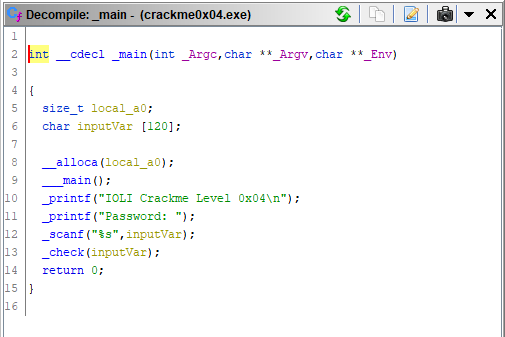 Decompile: _main - (crackme0x04.exe)
1
2 int __cdecl _main(int _Argc,char **_Argv,char **_Env)
3
4 {
5 size_t local_a0;
6 char inputVar [120];
7
8 __alloca(local_a0);
9 ___main();
10 _printf("IOLI Crackme Level 0x04\n");
11 _printf("Password: ");
12 _scanf("%s",inputVar);
13 _check(inputVar);
14 return 0;
15 }
16